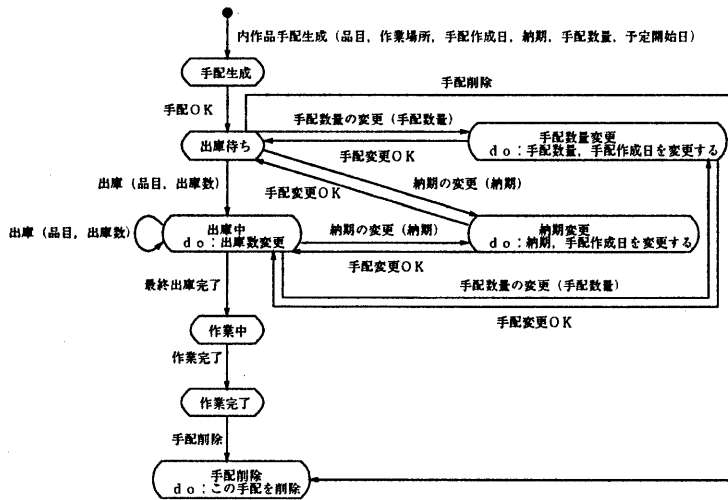 内作品手配生成（品目，作業場所，手配作成日，納期，手配数量，予定開始日）
手配生成
手配削除
手配OK
手配数量の変更（手配数量）
手配数量変更
do：手配数量，手配作成日を変更する
出庫待ち
手配変更OK
手配変更OK
納期の変更（納期）
出庫（品目，出庫数）
出庫（品目，出庫数）
出庫中
do：出庫数変更
納期の変更（納期）
納期変更
do：納期，手配作成日を変更する
手配変更OK
最終出庫完了
手配数量の変更（手配数量）
手配変更OK
作業中
作業完了
作業完了
手配削除
手配削除
do：この手配を削除